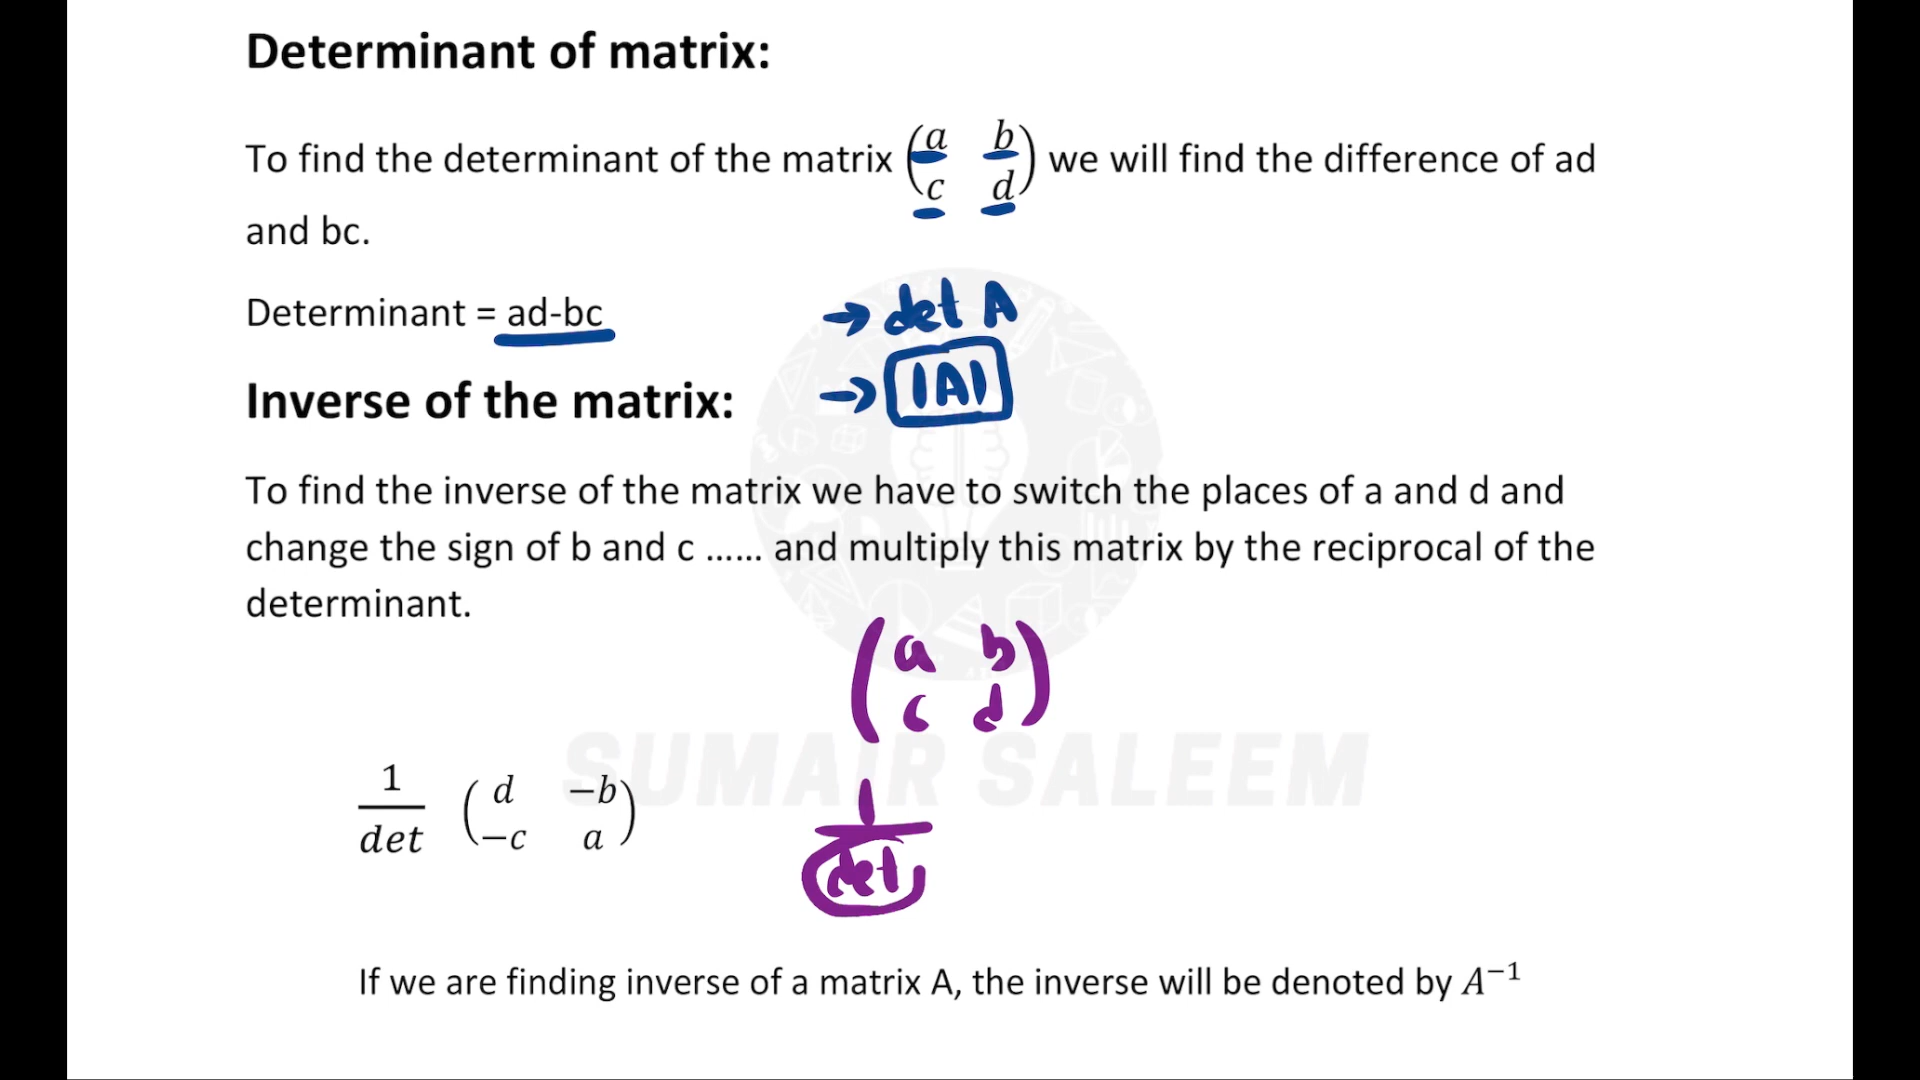 Determinant of matrix:
To find the determinant of the matrix (a b
c d) we will find the difference of ad
and bc.
Determinant = ad-bc
→ det A
→ |A|
Inverse of the matrix:
To find the inverse of the matrix we have to switch the places of a and d and
change the sign of b and c ...... and multiply this matrix by the reciprocal of the
determinant.
(a b
c d)
SUMAIR SALEEM
1/det (d −b
−c a)
1
det
If we are finding inverse of a matrix A, the inverse will be denoted by A⁻¹